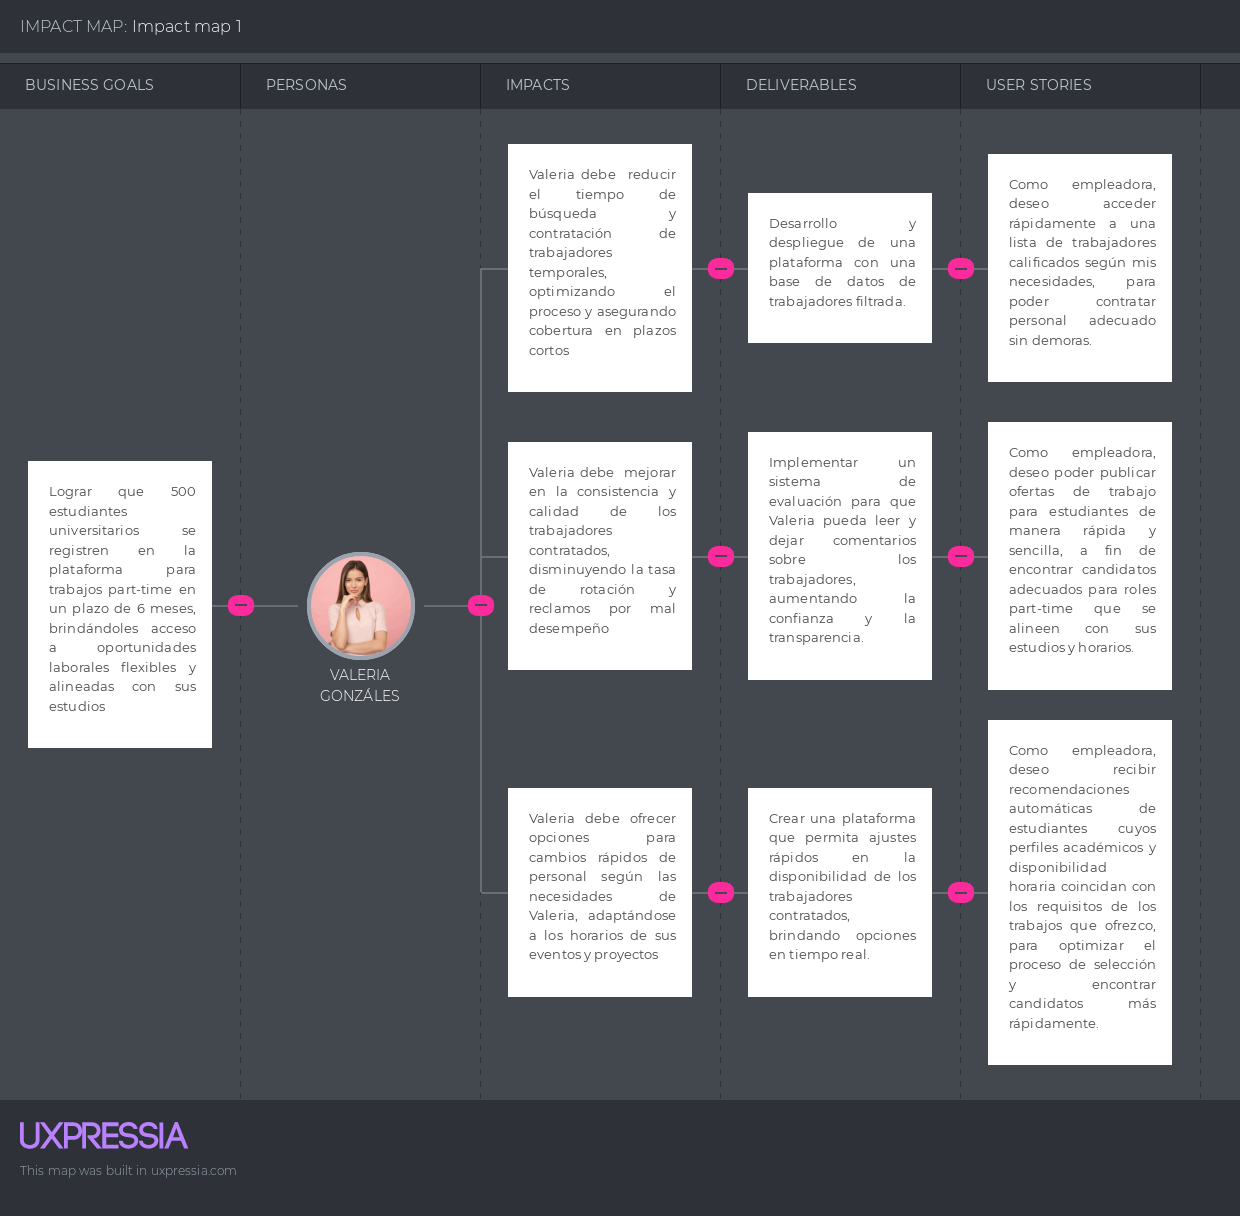 IMPACT MAP: Impact map 1
BUSINESS GOALS
PERSONAS
IMPACTS
DELIVERABLES
USER STORIES
Lograr que 500
estudiantes
universitarios se
registren en la
plataforma para
trabajos part-time en
un plazo de 6 meses,
brindándoles acceso
a oportunidades
laborales flexibles y
alineadas con sus
estudios
VALERIA
GONZÁLES
Valeria debe reducir
el tiempo de
búsqueda y
contratación de
trabajadores
temporales,
optimizando el
proceso y asegurando
cobertura en plazos
cortos
Desarrollo y
despliegue de una
plataforma con una
base de datos de
trabajadores filtrada.
Como empleadora,
deseo acceder
rápidamente a una
lista de trabajadores
calificados según mis
necesidades, para
poder contratar
personal adecuado
sin demoras.
Valeria debe mejorar
en la consistencia y
calidad de los
trabajadores
contratados,
disminuyendo la tasa
de rotación y
reclamos por mal
desempeño
Implementar un
sistema de
evaluación para que
Valeria pueda leer y
dejar comentarios
sobre los
trabajadores,
aumentando la
confianza y la
transparencia.
Como empleadora,
deseo poder publicar
ofertas de trabajo
para estudiantes de
manera rápida y
sencilla, a fin de
encontrar candidatos
adecuados para roles
part-time que se
alineen con sus
estudios y horarios.
Valeria debe ofrecer
opciones para
cambios rápidos de
personal según las
necesidades de
Valeria, adaptándose
a los horarios de sus
eventos y proyectos
Crear una plataforma
que permita ajustes
rápidos en la
disponibilidad de los
trabajadores
contratados,
brindando opciones
en tiempo real.
Como empleadora,
deseo recibir
recomendaciones
automáticas de
estudiantes cuyos
perfiles académicos y
disponibilidad
horaria coincidan con
los requisitos de los
trabajos que ofrezco,
para optimizar el
proceso de selección
y encontrar
candidatos más
rápidamente.
UXPRESSIA
This map was built in uxpressia.com